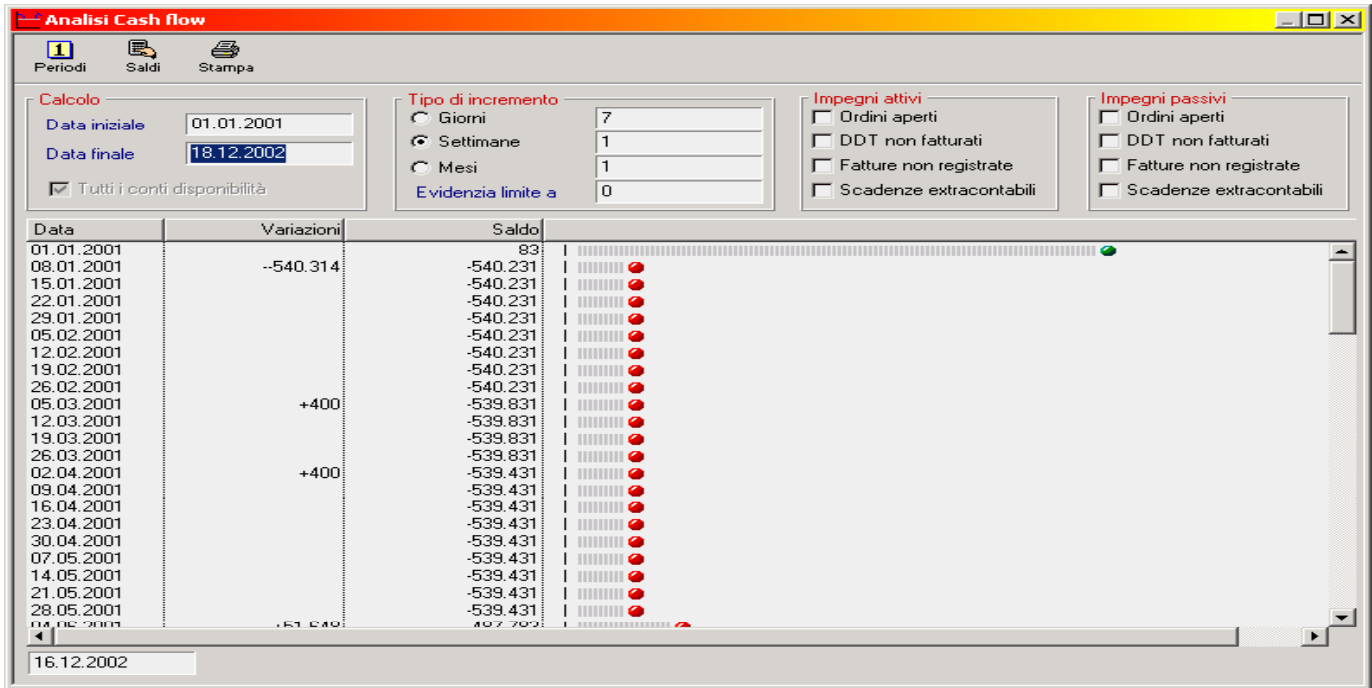 Analisi Cash flow
1
Periodi Saldi Stampa
Calcolo Tipo di incremento Impegni attivi Impegni passivi
Data iniziale 01.01.2001 Giorni 7 Ordini aperti Ordini aperti
Data finale 18.12.2002 Settimane 1 DDT non fatturati DDT non fatturati
Mesi 1 Fatture non registrate Fatture non registrate
Tutti i conti disponibilità Evidenzia limite a 0 Scadenze extracontabili Scadenze extracontabili
Data Variazioni Saldo
01.01.2001 83
08.01.2001 --540.314 -540.231
15.01.2001 -540.231
22.01.2001 -540.231
29.01.2001 -540.231
05.02.2001 -540.231
12.02.2001 -540.231
19.02.2001 -540.231
26.02.2001 -540.231
05.03.2001 +400 -539.831
12.03.2001 -539.831
19.03.2001 -539.831
26.03.2001 -539.831
02.04.2001 +400 -539.431
09.04.2001 -539.431
16.04.2001 -539.431
23.04.2001 -539.431
30.04.2001 -539.431
07.05.2001 -539.431
14.05.2001 -539.431
21.05.2001 -539.431
28.05.2001 -539.431
16.12.2002